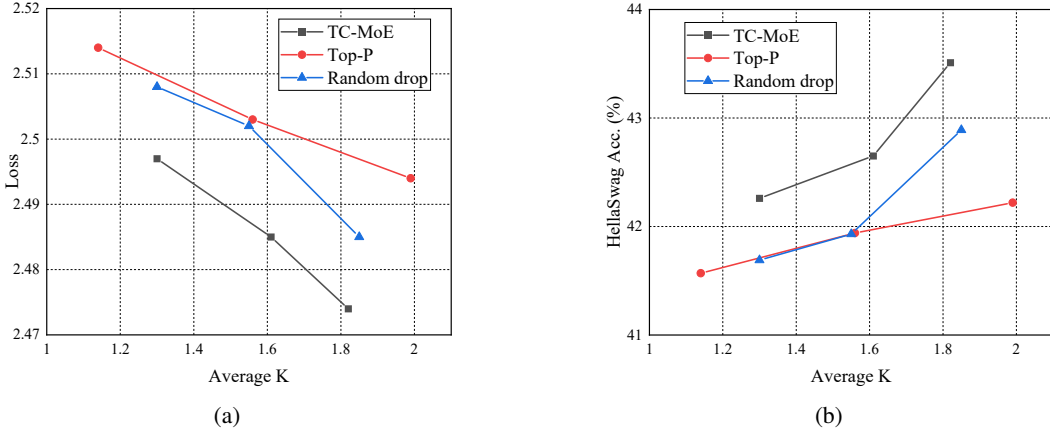 2.52
2.51
2.5
2.49
2.48
2.47
Loss
TC-MoE
Top-P
Random drop
1
1.2
1.4
1.6
1.8
2
Average K
(a)
44
43
42
41
HellaSwag Acc. (%)
TC-MoE
Top-P
Random drop
1
1.2
1.4
1.6
1.8
2
Average K
(b)